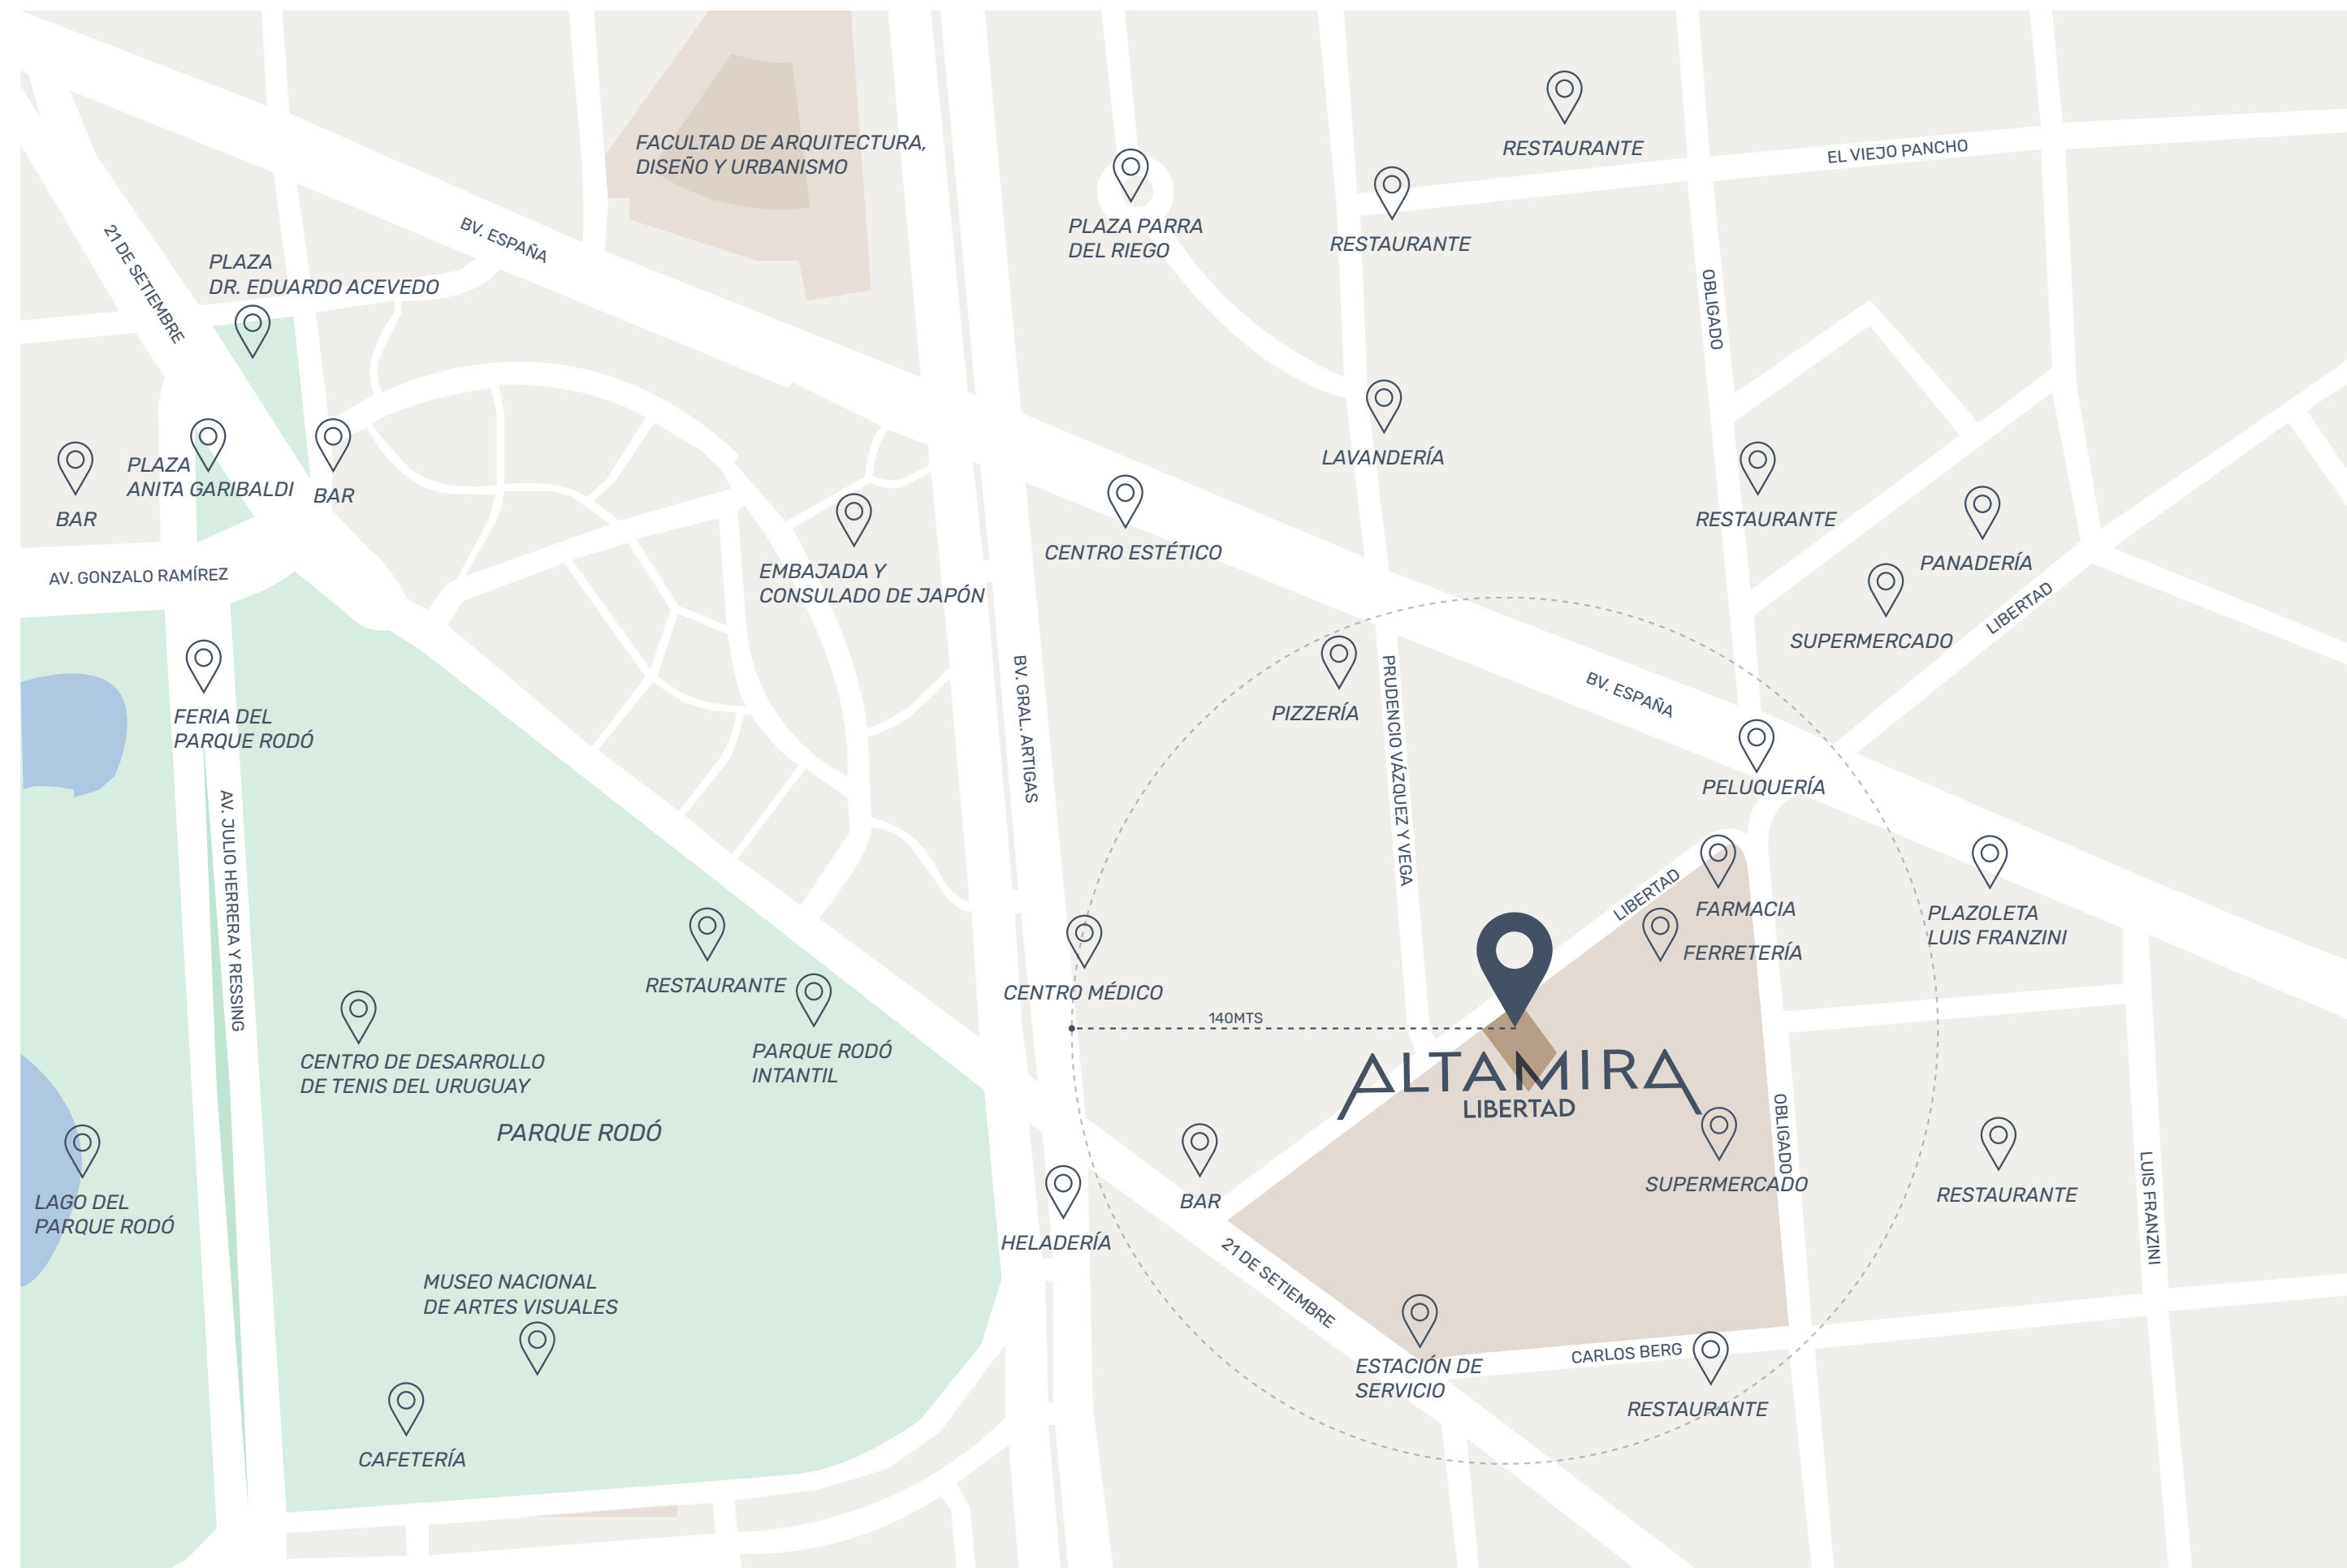 FACULTAD DE ARQUITECTURA,
DISEÑO Y URBANISMO
RESTAURANTE
EL VIEJO PANCHO
PLAZA PARRA
DEL RIEGO
RESTAURANTE
BV. ESPAÑA
21 DE SETIEMBRE
PLAZA
DR. EDUARDO ACEVEDO
OBLIGADO
LAVANDERÍA
PLAZA
ANITA GARIBALDI
BAR
BAR
RESTAURANTE
CENTRO ESTÉTICO
PANADERÍA
AV. GONZALO RAMÍREZ
EMBAJADA Y
CONSULADO DE JAPÓN
LIBERTAD
SUPERMERCADO
FERIA DEL
PARQUE RODÓ
BV. GRAL. ARTIGAS
PIZZERÍA
PRUDENCIO VÁZQUEZ Y VEGA
BV. ESPAÑA
PELUQUERÍA
AV. JULIO HERRERA Y RESSING
LIBERTAD
FARMACIA
FERRETERÍA
PLAZOLETA
LUIS FRANZINI
RESTAURANTE
CENTRO MÉDICO
140MTS
PARQUE RODÓ
INTANTIL
CENTRO DE DESARROLLO
DE TENIS DEL URUGUAY
ALTAMIRA
LIBERTAD
PARQUE RODÓ
OBLIGADO
SUPERMERCADO
RESTAURANTE
LUIS FRANZINI
BAR
LAGO DEL
PARQUE RODÓ
HELADERÍA
21 DE SETIEMBRE
MUSEO NACIONAL
DE ARTES VISUALES
CARLOS BERG
ESTACIÓN DE
SERVICIO
RESTAURANTE
CAFETERÍA